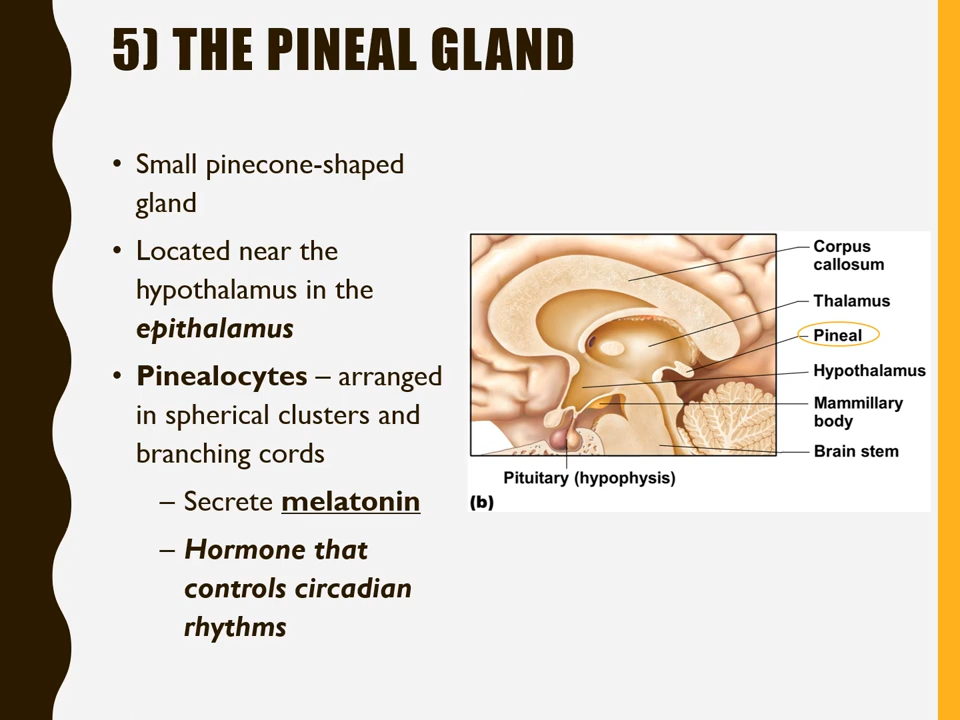 5) THE PINEAL GLAND
• Small pinecone-shaped
gland
• Located near the
hypothalamus in the
epithalamus
• Pinealocytes – arranged
in spherical clusters and
branching cords
– Secrete melatonin
– Hormone that
controls circadian
rhythms
Corpus
callosum
Thalamus
Pineal
Hypothalamus
Mammillary
body
Brain stem
Pituitary (hypophysis)
(b)